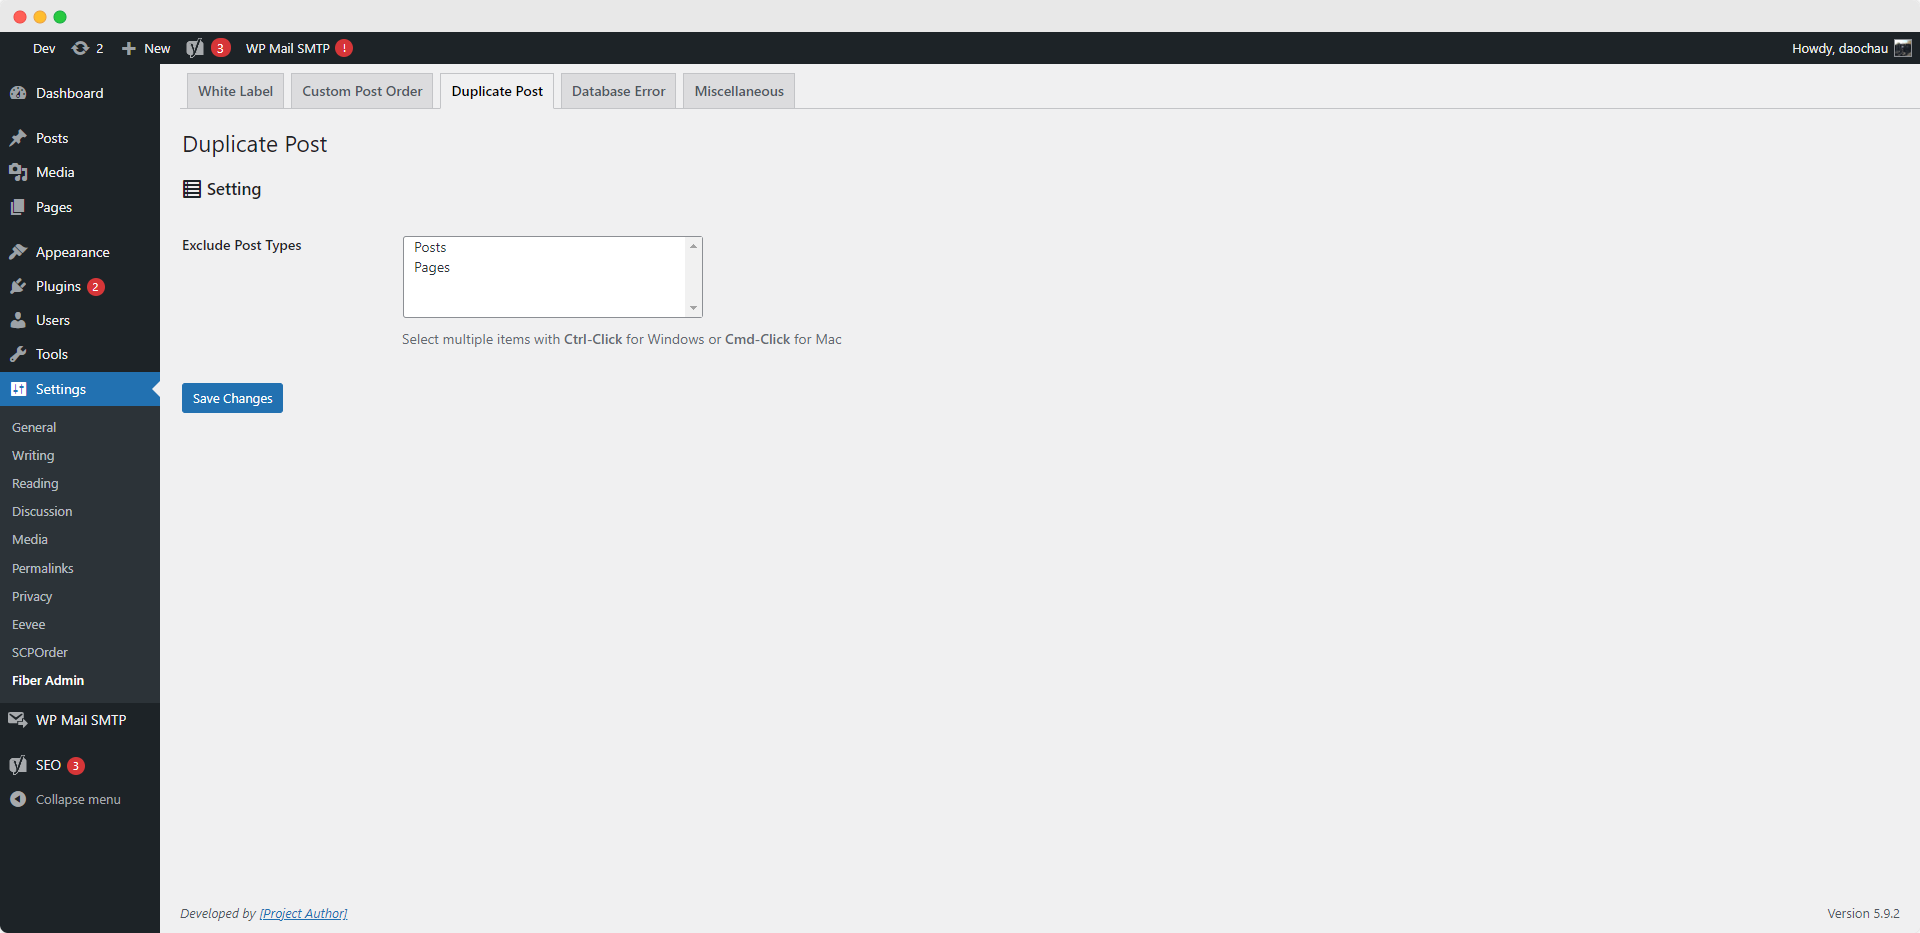 Dev 2 New 3 WP Mail SMTP ! Howdy, daochau
Dashboard
Posts
Media
Pages
Appearance
Plugins 2
Users
Tools
Settings
General
Writing
Reading
Discussion
Media
Permalinks
Privacy
Eevee
SCPOrder
Fiber Admin
WP Mail SMTP
SEO 3
Collapse menu
White Label Custom Post Order Duplicate Post Database Error Miscellaneous
Duplicate Post
Setting
Exclude Post Types
Posts
Pages
Select multiple items with Ctrl-Click for Windows or Cmd-Click for Mac
Save Changes
Developed by [Project Author] Version 5.9.2